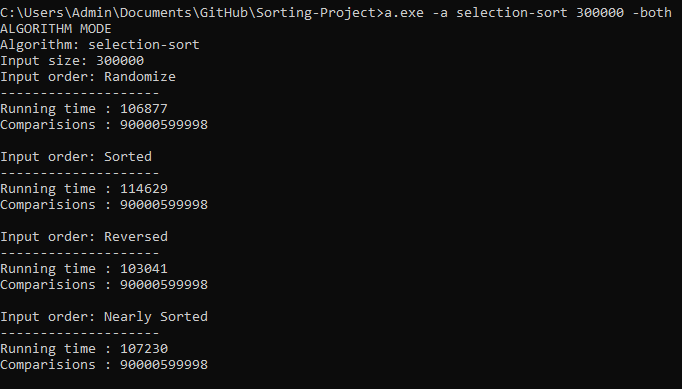 C:\Users\Admin\Documents\GitHub\Sorting-Project>a.exe -a selection-sort 300000 -both
ALGORITHM MODE
Algorithm: selection-sort
Input size: 300000
Input order: Randomize
--------------------
Running time : 106877
Comparisions : 90000599998

Input order: Sorted
--------------------
Running time : 114629
Comparisions : 90000599998

Input order: Reversed
--------------------
Running time : 103041
Comparisions : 90000599998

Input order: Nearly Sorted
--------------------
Running time : 107230
Comparisions : 90000599998